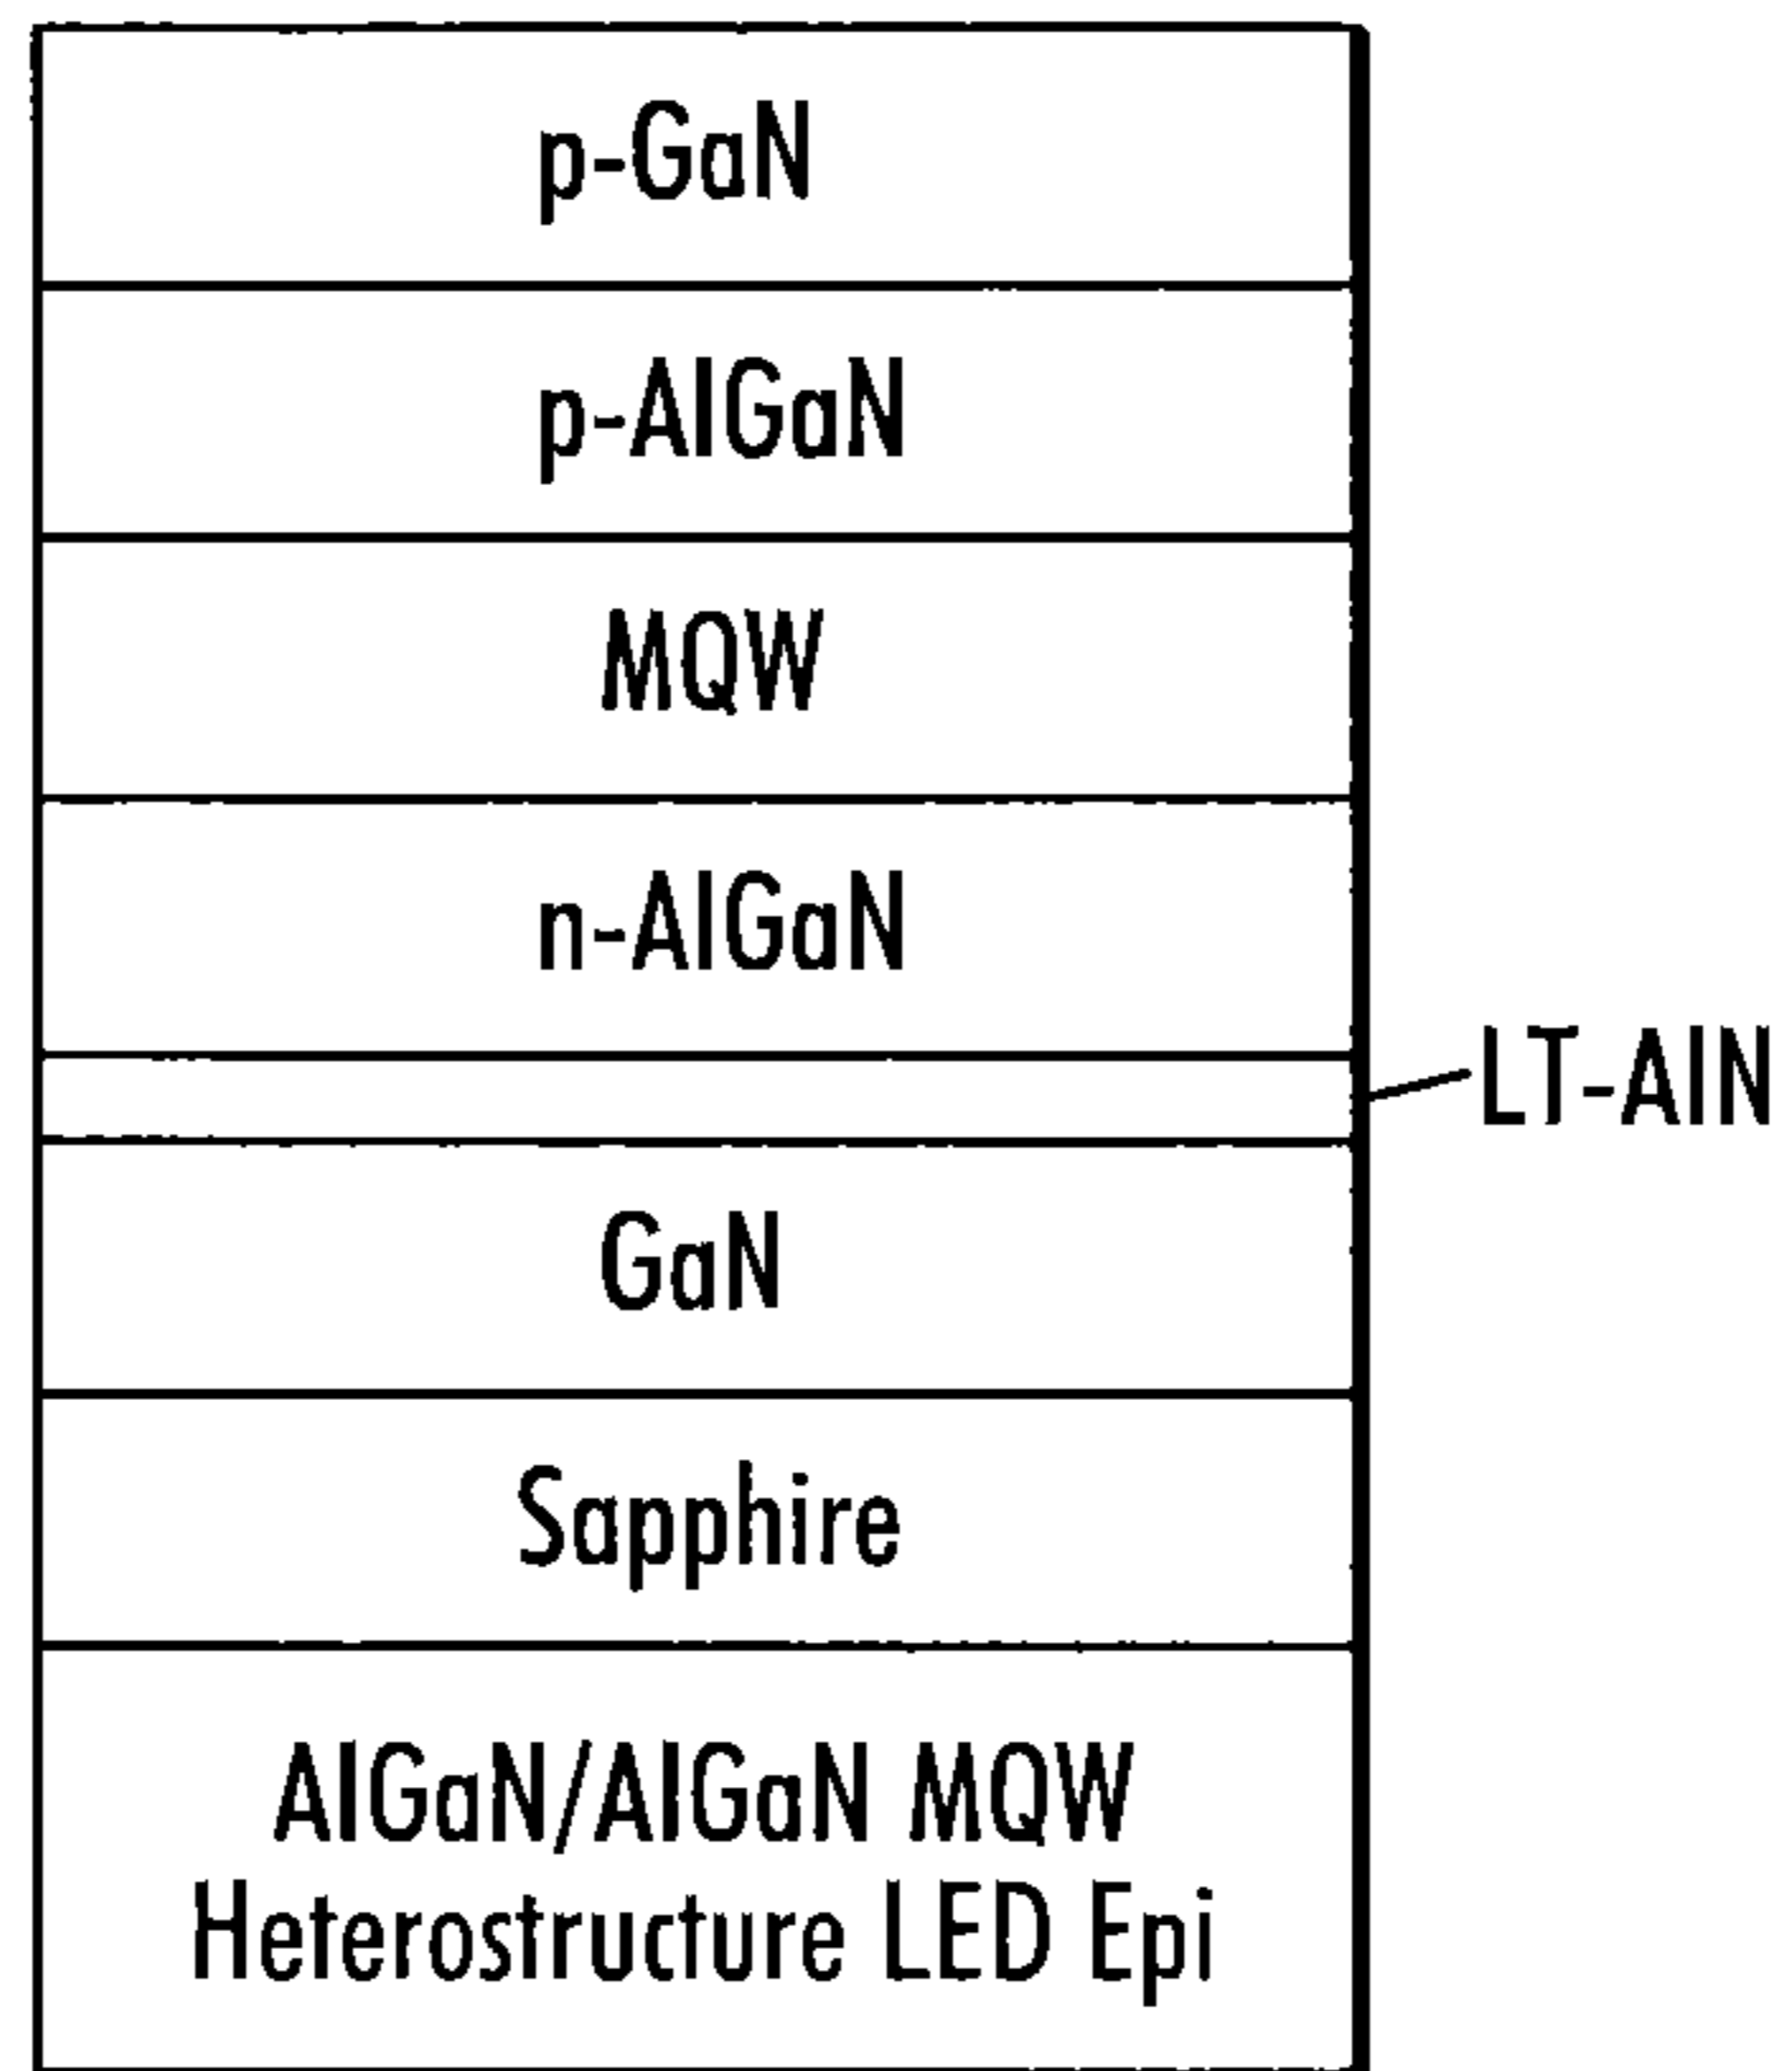 p-GaN
p-AlGaN
MQW
n-AlGaN
LT-AlN
GaN
Sapphire
AlGaN/AlGaN MQW
Heterostructure LED Epi